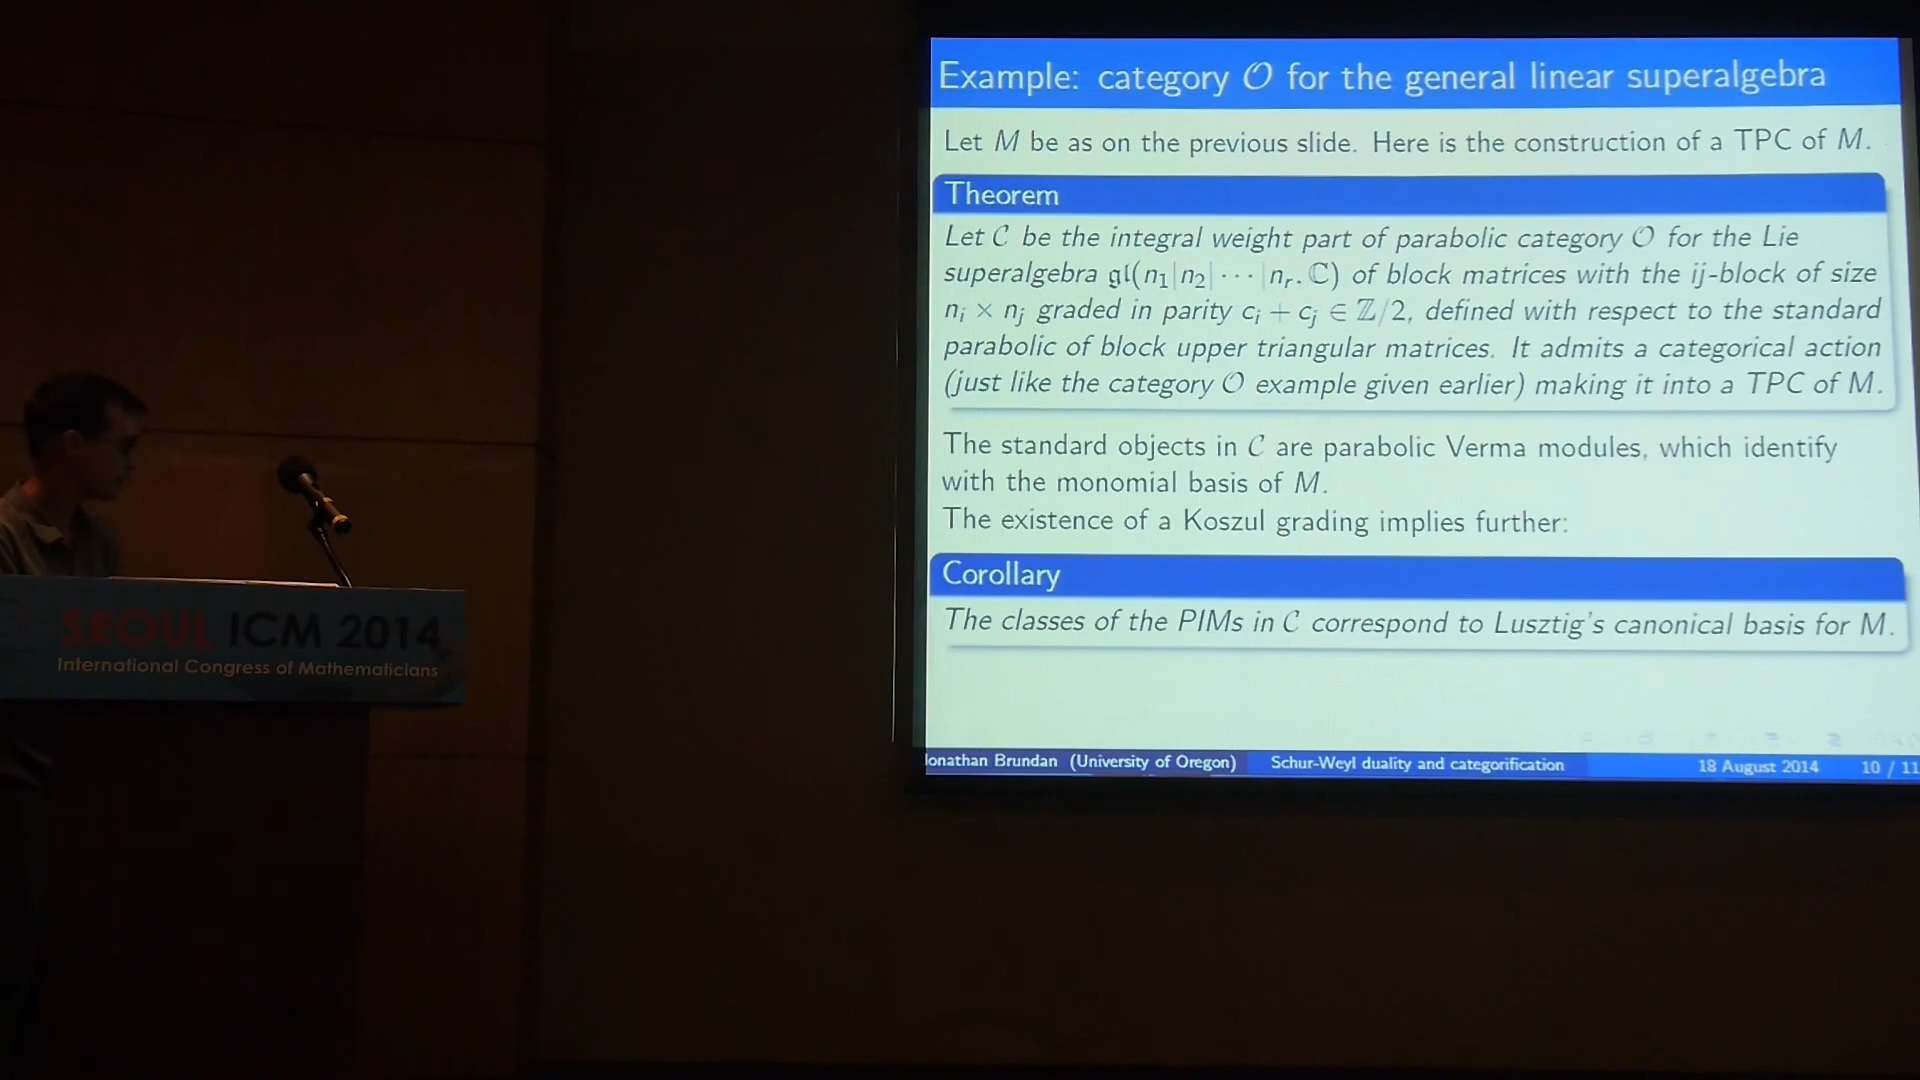 Example: category 𝒪 for the general linear superalgebra
Let M be as on the previous slide. Here is the construction of a TPC of M.
Theorem
Let 𝒞 be the integral weight part of parabolic category 𝒪 for the Lie
superalgebra 𝔤𝔩(n₁|n₂|···|nᵣ, ℂ) of block matrices with the ij-block of size
nᵢ × nⱼ graded in parity cᵢ + cⱼ ∈ ℤ/2, defined with respect to the standard
parabolic of block upper triangular matrices. It admits a categorical action
(just like the category 𝒪 example given earlier) making it into a TPC of M.
The standard objects in 𝒞 are parabolic Verma modules, which identify
with the monomial basis of M.
The existence of a Koszul grading implies further:
Corollary
The classes of the PIMs in 𝒞 correspond to Lusztig's canonical basis for M.
Jonathan Brundan (University of Oregon) Schur-Weyl duality and categorification 18 August 2014 10 / 11
SEOUL ICM 2014
International Congress of Mathematicians